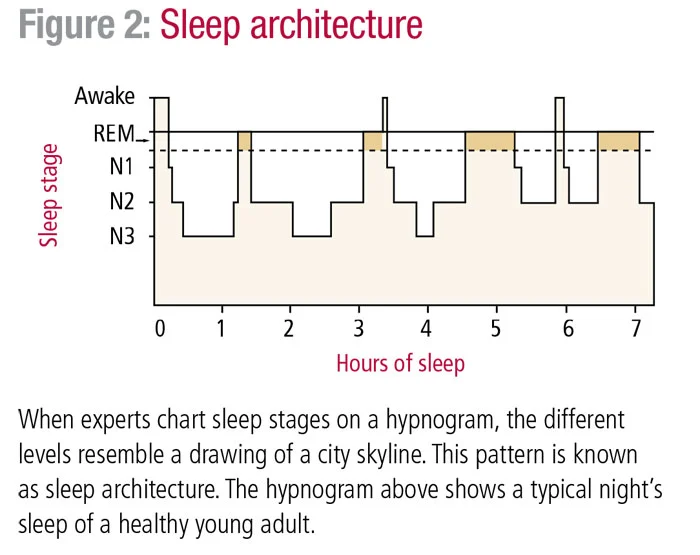 Figure 2: Sleep architecture
Awake
REM
N1
N2
N3
Sleep stage
0 1 2 3 4 5 6 7
Hours of sleep
When experts chart sleep stages on a hypnogram, the different
levels resemble a drawing of a city skyline. This pattern is known
as sleep architecture. The hypnogram above shows a typical night’s
sleep of a healthy young adult.